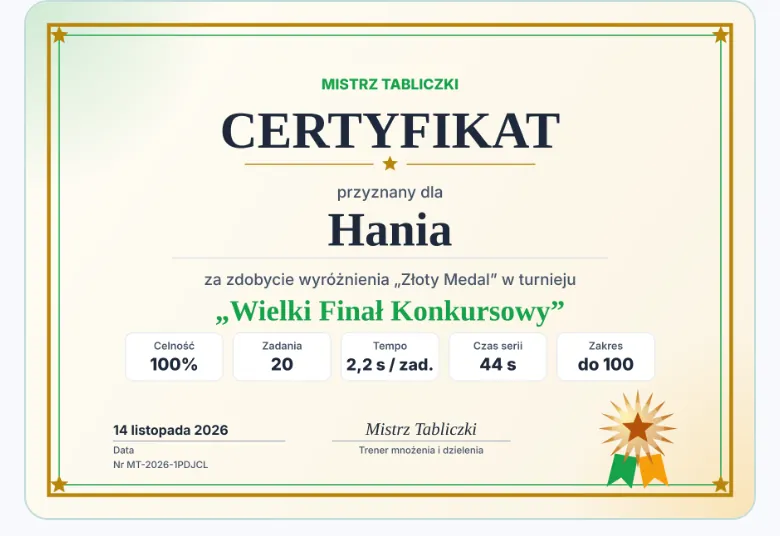 MISTRZ TABLICZKI
CERTYFIKAT
przyznany dla
Hania
za zdobycie wyróżnienia „Złoty Medal” w turnieju
„Wielki Finał Konkursowy”
Celność
100%
Zadania
20
Tempo
2,2 s / zad.
Czas serii
44 s
Zakres
do 100
14 listopada 2026
Data
Nr MT-2026-1PDJCL
Mistrz Tabliczki
Trener mnożenia i dzielenia